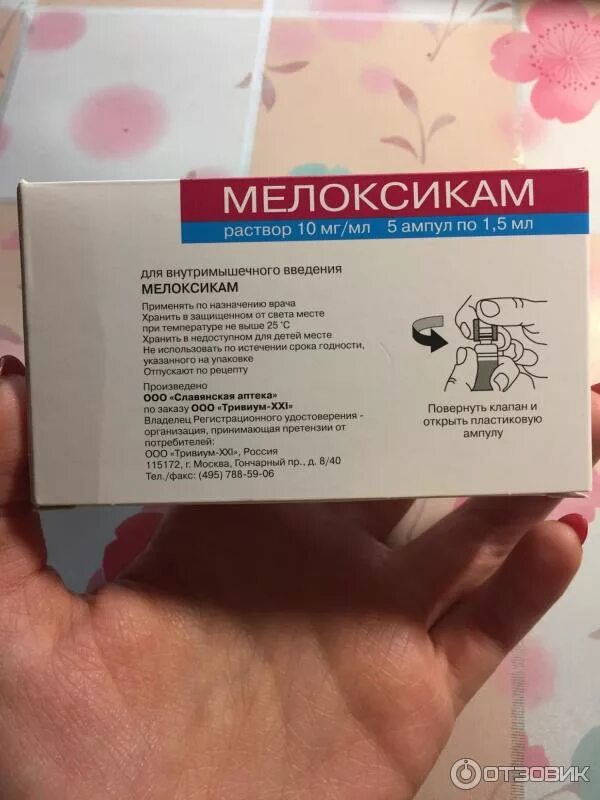 МЕЛОКСИКАМ
раствор 10 мг/мл 5 ампул по 1,5 мл
для внутримышечного введения
МЕЛОКСИКАМ
Применять по назначению врача
Хранить в защищенном от света месте
при температуре не выше 25 °С
Хранить в недоступном для детей месте
Не использовать по истечении срока годности,
указанного на упаковке
Отпускают по рецепту
Произведено
ООО «Славянская аптека»
по заказу ООО «Тривиум-XXI»
Владелец Регистрационного удостоверения -
организация, принимающая претензии от
потребителей:
ООО «Тривиум-XXI», Россия
115172, г. Москва, Гончарный пр., д. 8/40
Тел./факс: (495) 788-59-06
Повернуть клапан и
открыть пластиковую
ампулу
ОТЗОВИК